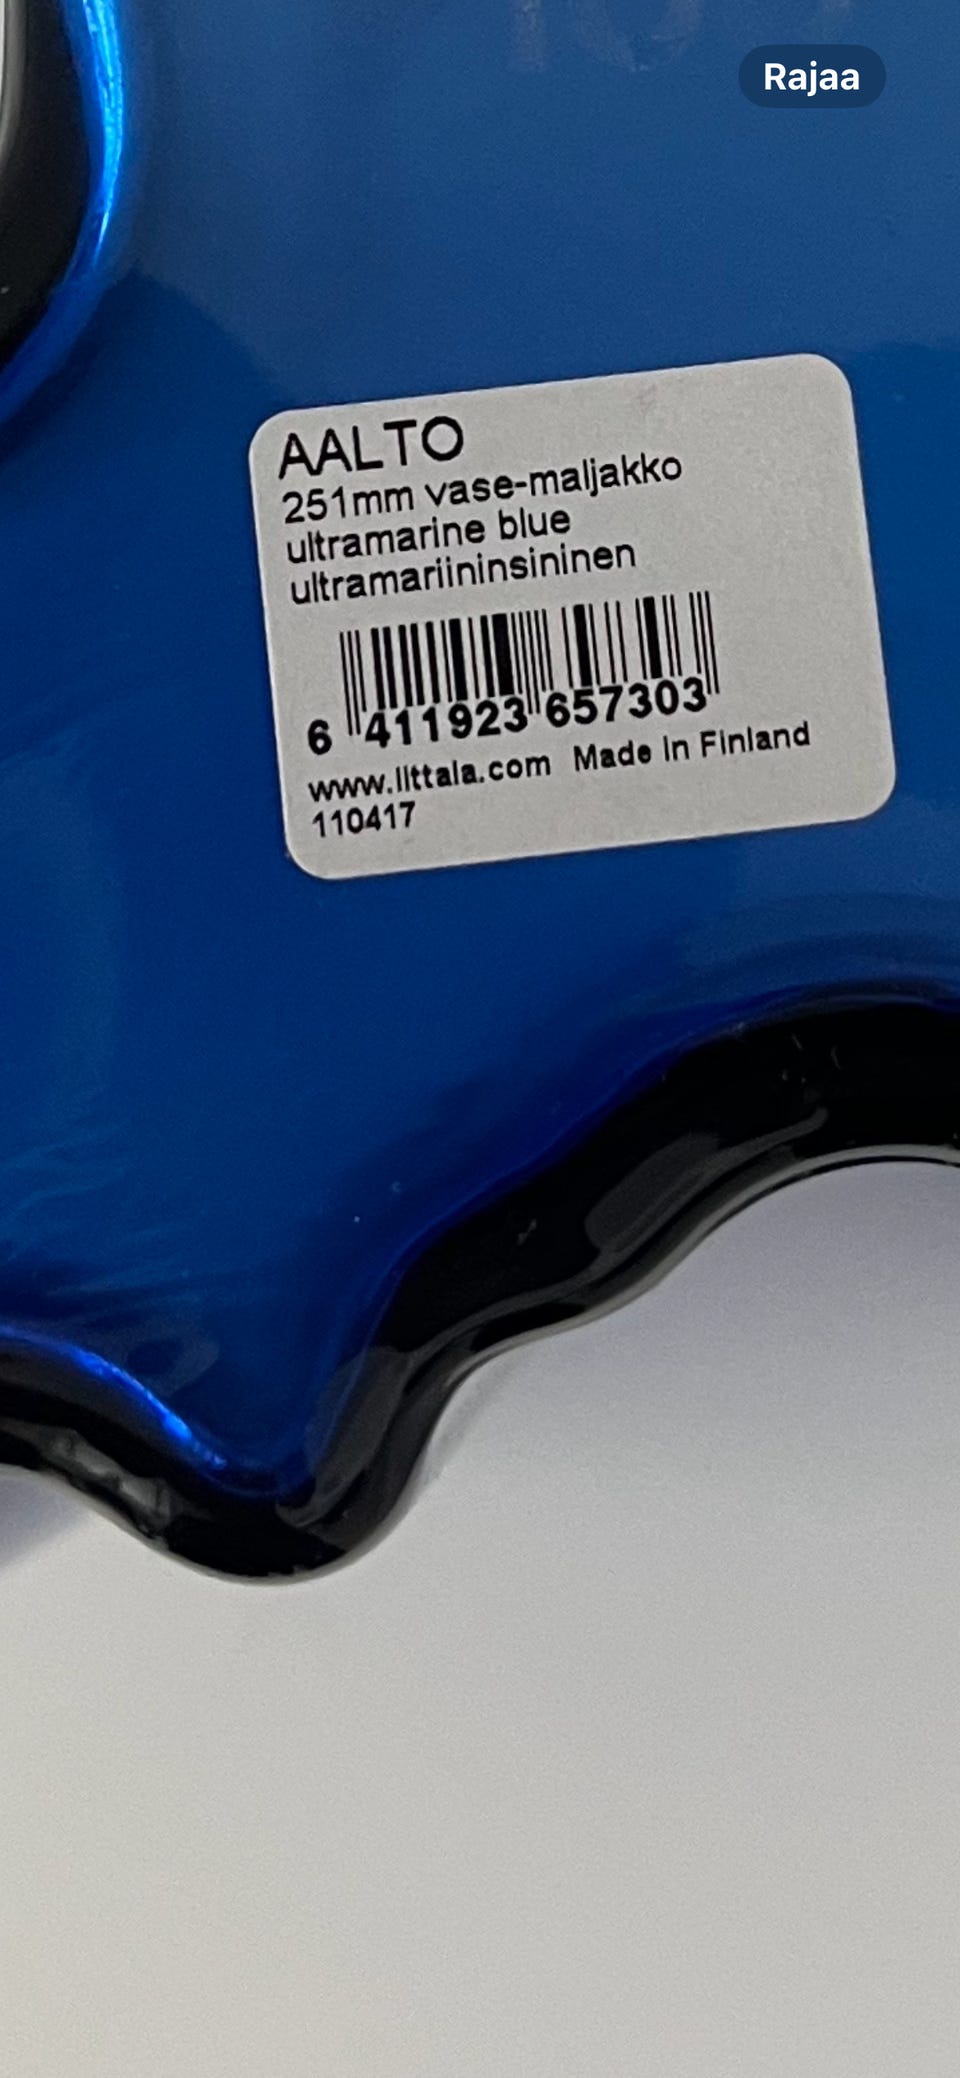 Rajaa
AALTO
251mm vase-maljakko
ultramarine blue
ultramariininsininen
6 411923 657303
www.iittala.com Made in Finland
110417